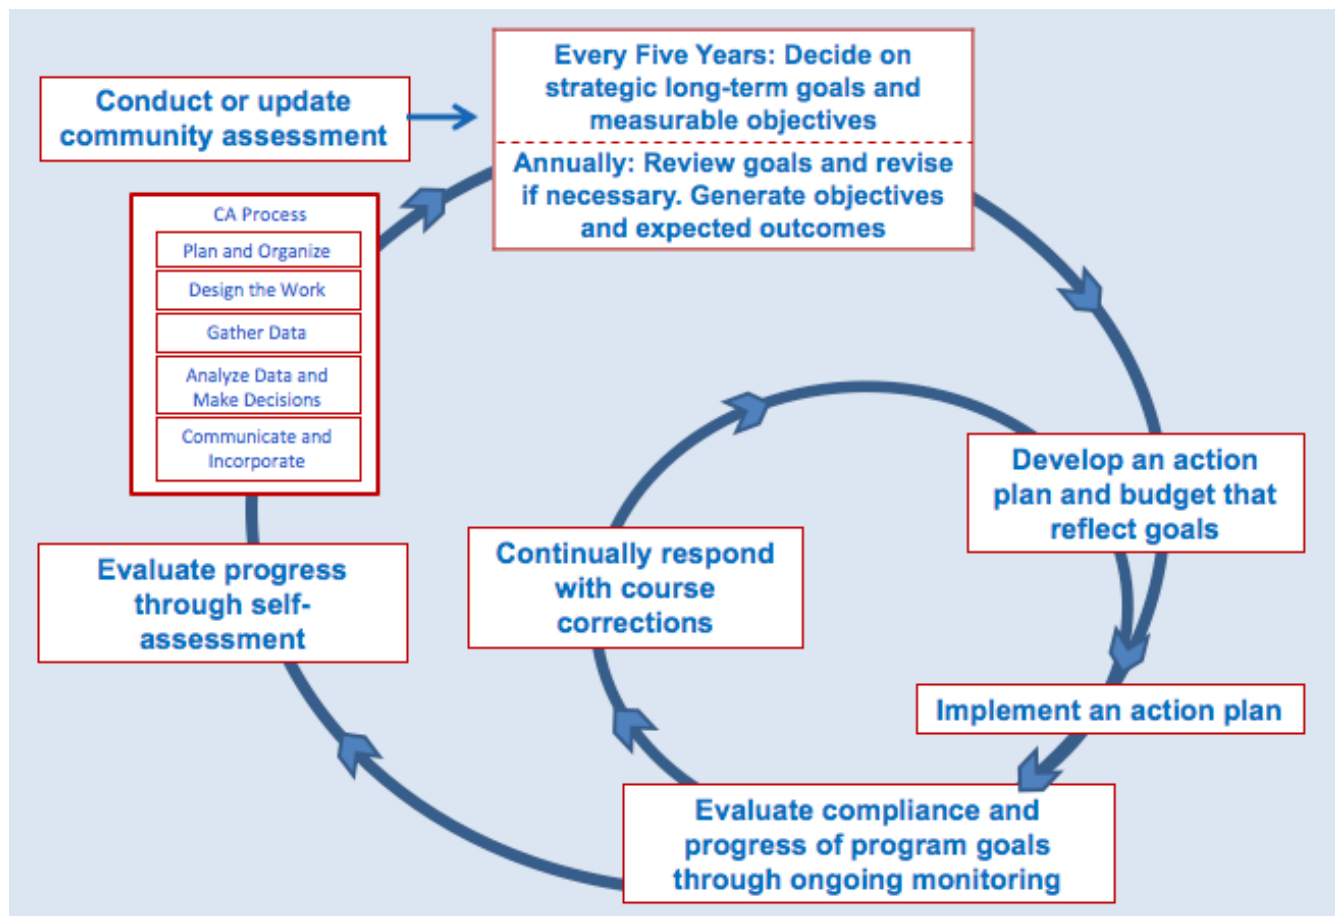 Conduct or update
community assessment
Every Five Years: Decide on
strategic long-term goals and
measurable objectives
Annually: Review goals and revise
if necessary. Generate objectives
and expected outcomes
CA Process
Plan and Organize
Design the Work
Gather Data
Analyze Data and
Make Decisions
Communicate and
Incorporate
Develop an action
plan and budget that
reflect goals
Continually respond
with course
corrections
Evaluate progress
through self-
assessment
Implement an action plan
Evaluate compliance and
progress of program goals
through ongoing monitoring